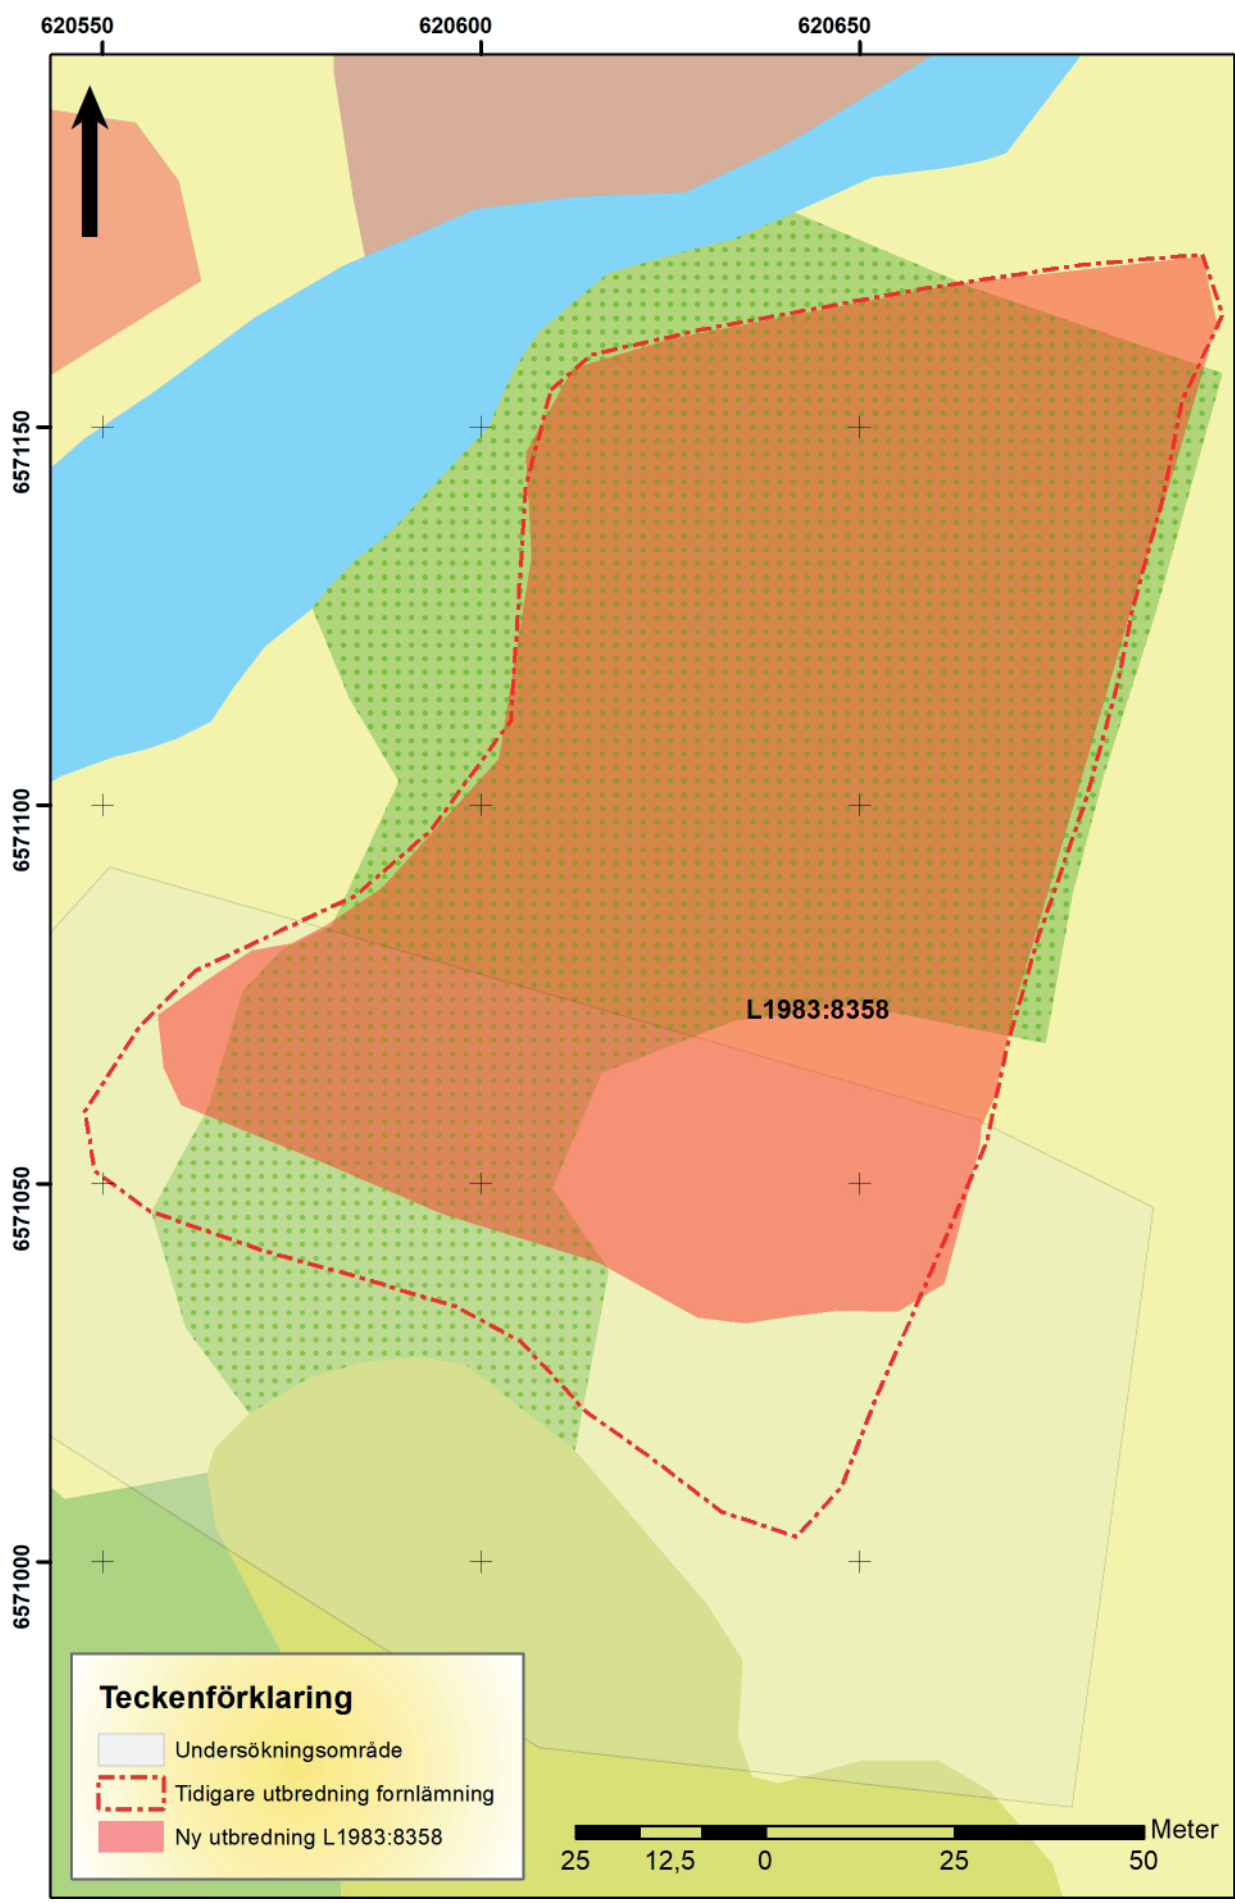 620550 620600 620650
6571150
6571100
L1983:8358
6571050
6571000
Teckenförklaring
Undersökningsområde
Tidigare utbredning fornlämning
Ny utbredning L1983:8358
Meter
25 12,5 0 25 50